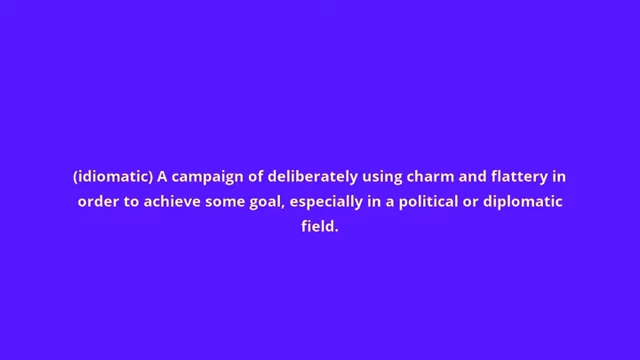 (idiomatic) A campaign of deliberately using charm and flattery in
order to achieve some goal, especially in a political or diplomatic
field.